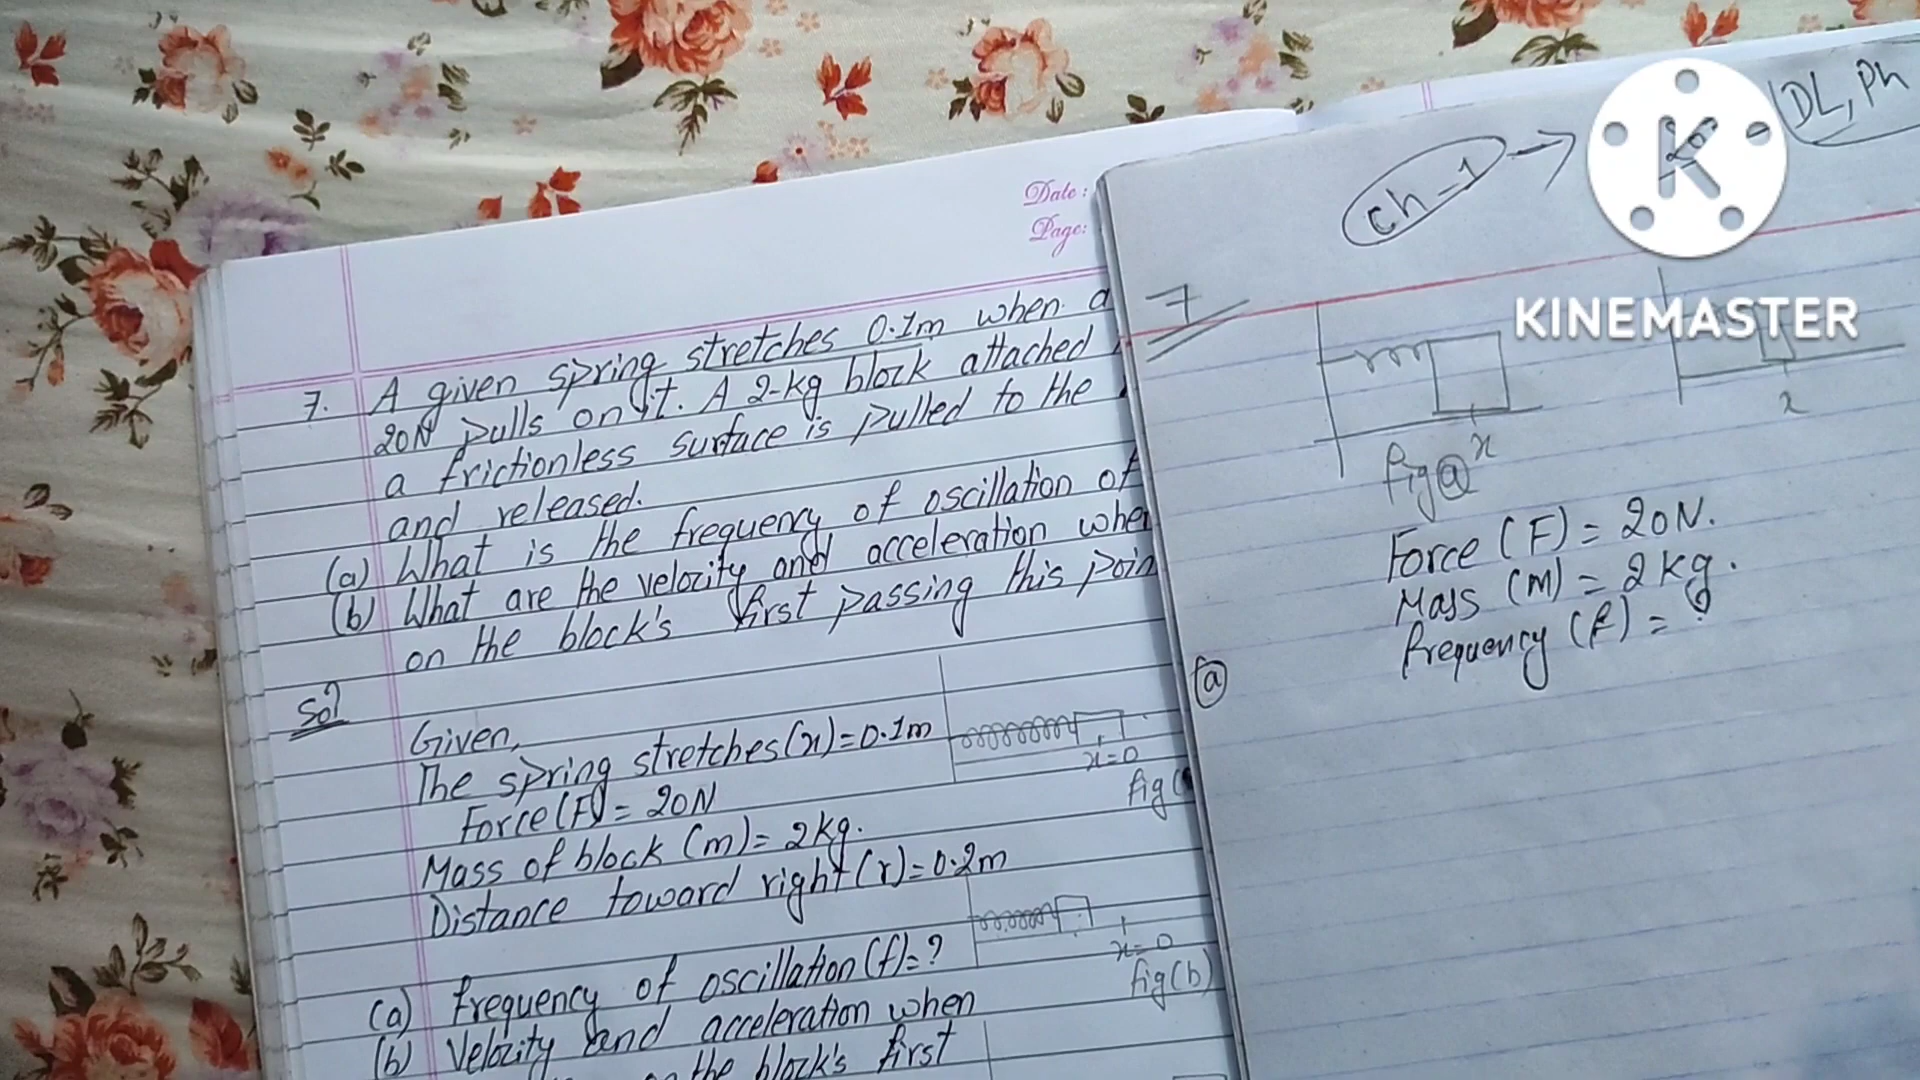 Date:
Page:
7. A given spring stretches 0.1m when a
20N pulls on it. A 2-kg block attached
a frictionless surface is pulled to the
and released.
(a) What is the frequency of oscillation of
(b) What are the velocity and acceleration when
on the block's first passing this poin
Sol
Given,
The spring stretches (x) = 0.1m
Force (F) = 20N
Mass of block (m) = 2kg.
Distance toward right (r) = 0.2m
(a) frequency of oscillation (f) = ?
(b) Velocity and acceleration when
on the block's first
x=0
fig(
x=0
fig(b)
Ch-1 → DL, Ph
KINEMASTER
7
x
fig (a)
x
Force (F) = 20N.
Mass (M) = 2kg.
frequency (f) = ?
(a)